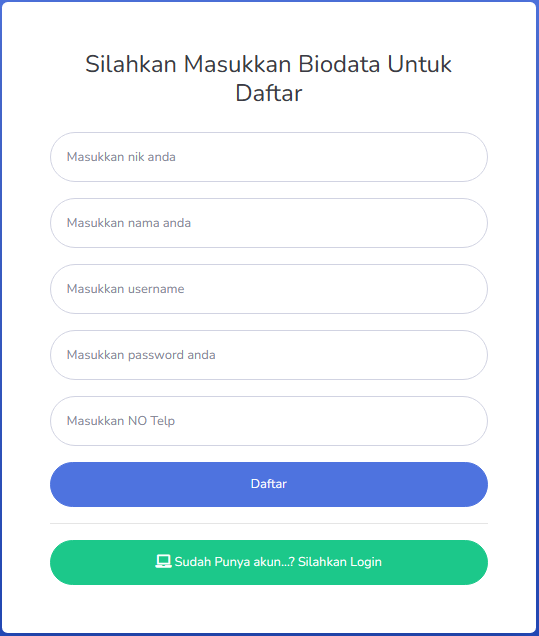 Silahkan Masukkan Biodata Untuk
Daftar
Masukkan nik anda
Masukkan nama anda
Masukkan username
Masukkan password anda
Masukkan NO Telp
Daftar
Sudah Punya akun...? Silahkan Login